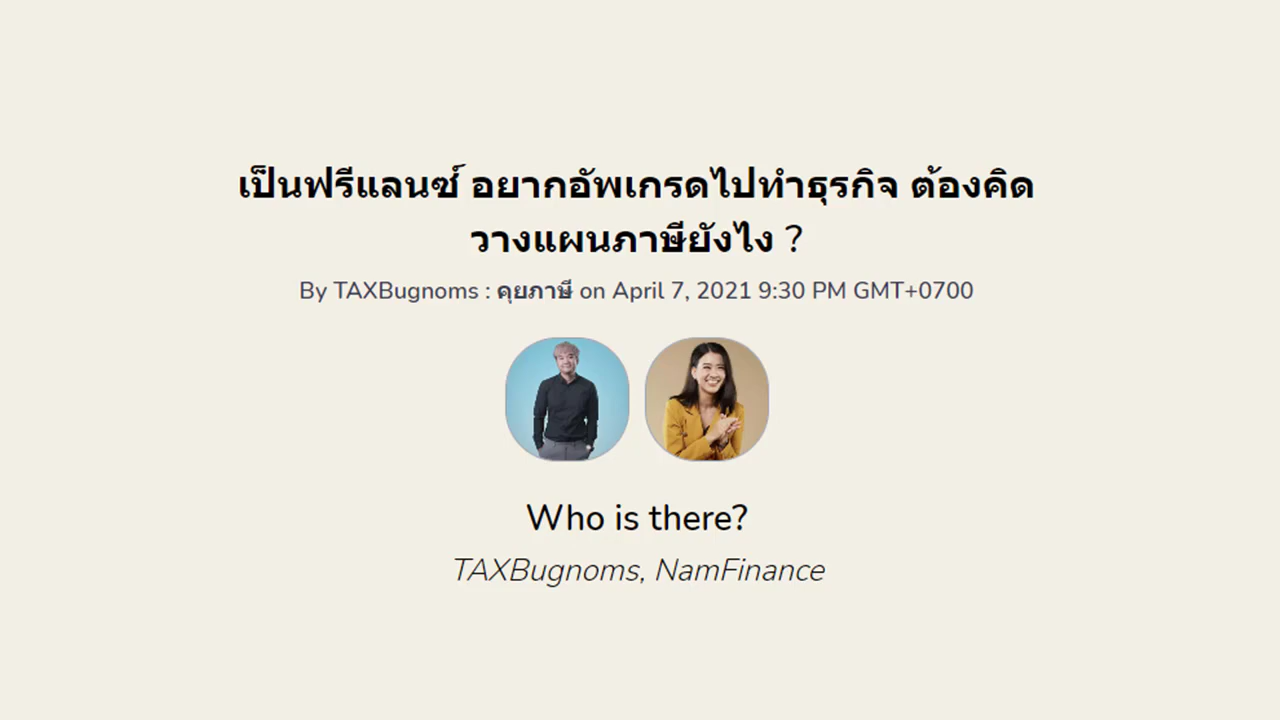 เป็นฟรีแลนซ์ อยากอัพเกรดไปทำธุรกิจ ต้องคิด
วางแผนภาษียังไง ?
By TAXBugnoms : คุยภาษี on April 7, 2021 9:30 PM GMT+0700
Who is there?
TAXBugnoms, NamFinance